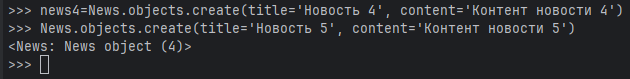 >>> news4=News.objects.create(title='Новость 4', content='Контент новости 4')
>>> News.objects.create(title='Новость 5', content='Контент новости 5')
<News: News object (4)>
>>>